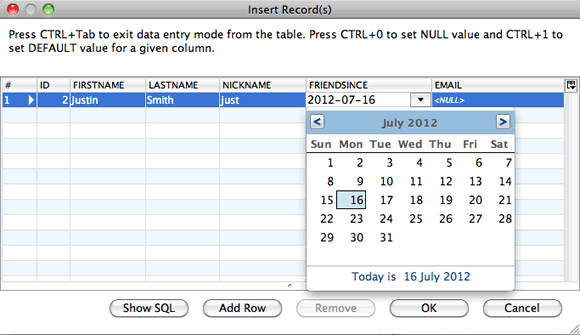 Insert Record(s)
Press CTRL+Tab to exit data entry mode from the table. Press CTRL+0 to set NULL value and CTRL+1 to
set DEFAULT value for a given column.
# ID FIRSTNAME LASTNAME NICKNAME FRIENDSINCE EMAIL
1 2 Justin Smith Just 2012-07-16 <NULL>
< July 2012 >
Sun Mon Tue Wed Thu Fri Sat
1 2 3 4 5 6 7
8 9 10 11 12 13 14
15 16 17 18 19 20 21
22 23 24 25 26 27 28
29 30 31
Today is 16 July 2012
Show SQL Add Row Remove OK Cancel